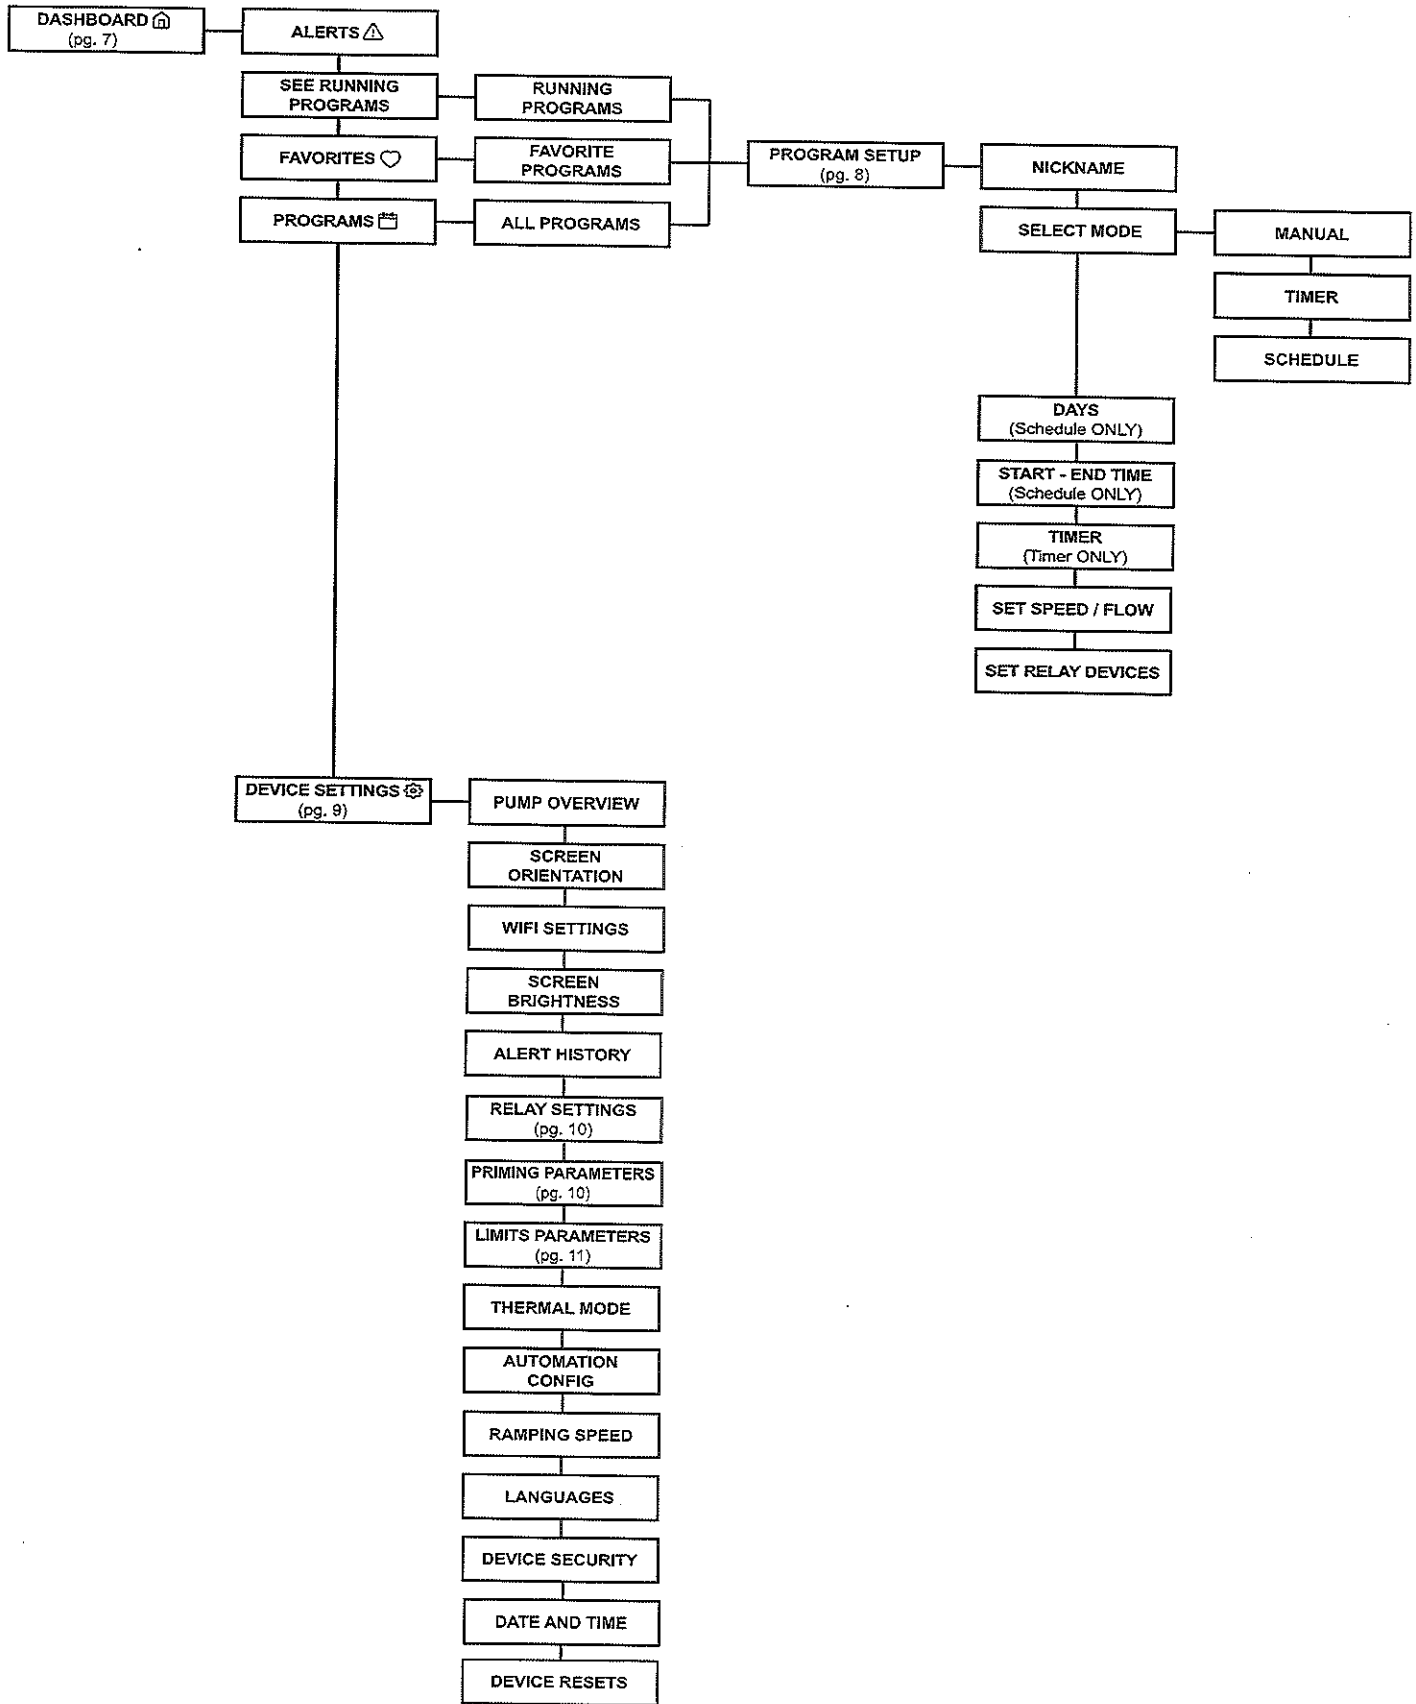 DASHBOARD
(pg. 7)
ALERTS
SEE RUNNING
PROGRAMS
RUNNING
PROGRAMS
FAVORITES
FAVORITE
PROGRAMS
PROGRAMS
ALL PROGRAMS
PROGRAM SETUP
(pg. 8)
NICKNAME
SELECT MODE
MANUAL
TIMER
SCHEDULE
DAYS
(Schedule ONLY)
START - END TIME
(Schedule ONLY)
TIMER
(Timer ONLY)
SET SPEED / FLOW
SET RELAY DEVICES
DEVICE SETTINGS
(pg. 9)
PUMP OVERVIEW
SCREEN
ORIENTATION
WIFI SETTINGS
SCREEN
BRIGHTNESS
ALERT HISTORY
RELAY SETTINGS
(pg. 10)
PRIMING PARAMETERS
(pg. 10)
LIMITS PARAMETERS
(pg. 11)
THERMAL MODE
AUTOMATION
CONFIG
RAMPING SPEED
LANGUAGES
DEVICE SECURITY
DATE AND TIME
DEVICE RESETS